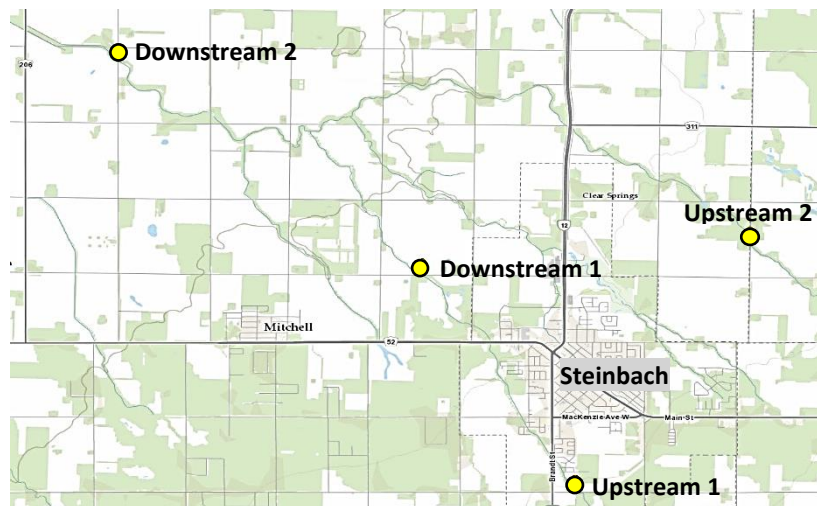 Downstream 2
206
311
Clear Springs
Upstream 2
12
Downstream 1
Mitchell
52
Steinbach
MacKenzie Ave W
Main St
Brandt St
Upstream 1